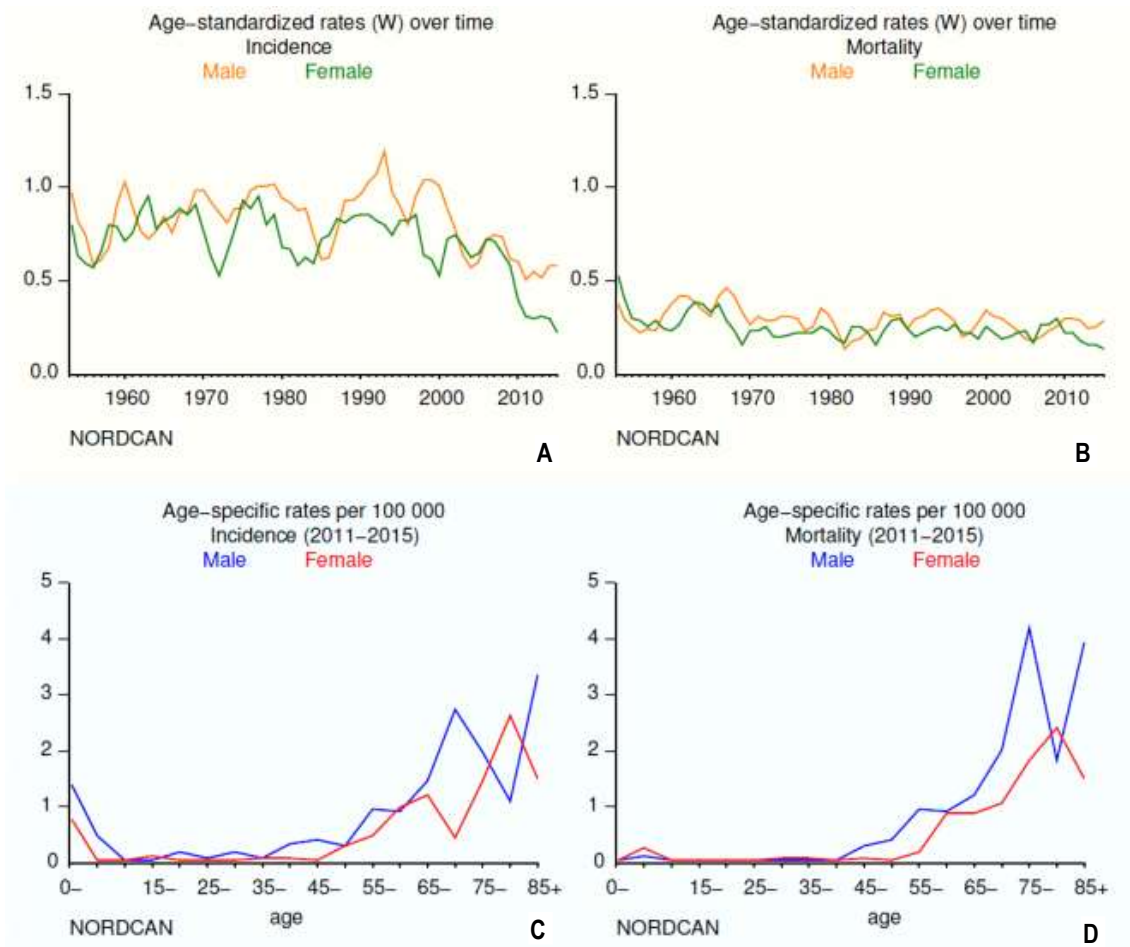 Age-standardized rates (W) over time
Incidence
Male Female
1.5
1.0
0.5
0.0
1960 1970 1980 1990 2000 2010
NORDCAN
A
Age-standardized rates (W) over time
Mortality
Male Female
1.5
1.0
0.5
0.0
1960 1970 1980 1990 2000 2010
NORDCAN
B
Age-specific rates per 100 000
Incidence (2011-2015)
Male Female
5
4
3
2
1
0
0- 15- 25- 35- 45- 55- 65- 75- 85+
age
NORDCAN
C
Age-specific rates per 100 000
Mortality (2011-2015)
Male Female
5
4
3
2
1
0
0- 15- 25- 35- 45- 55- 65- 75- 85+
age
NORDCAN
D